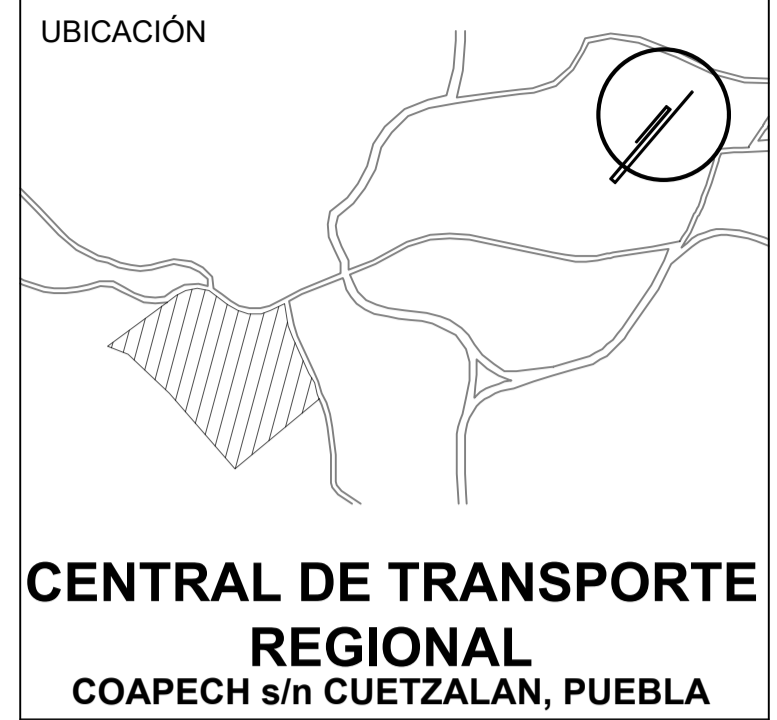 UBICACIÓN
CENTRAL DE TRANSPORTE
REGIONAL
COAPECH s/n CUETZALAN, PUEBLA